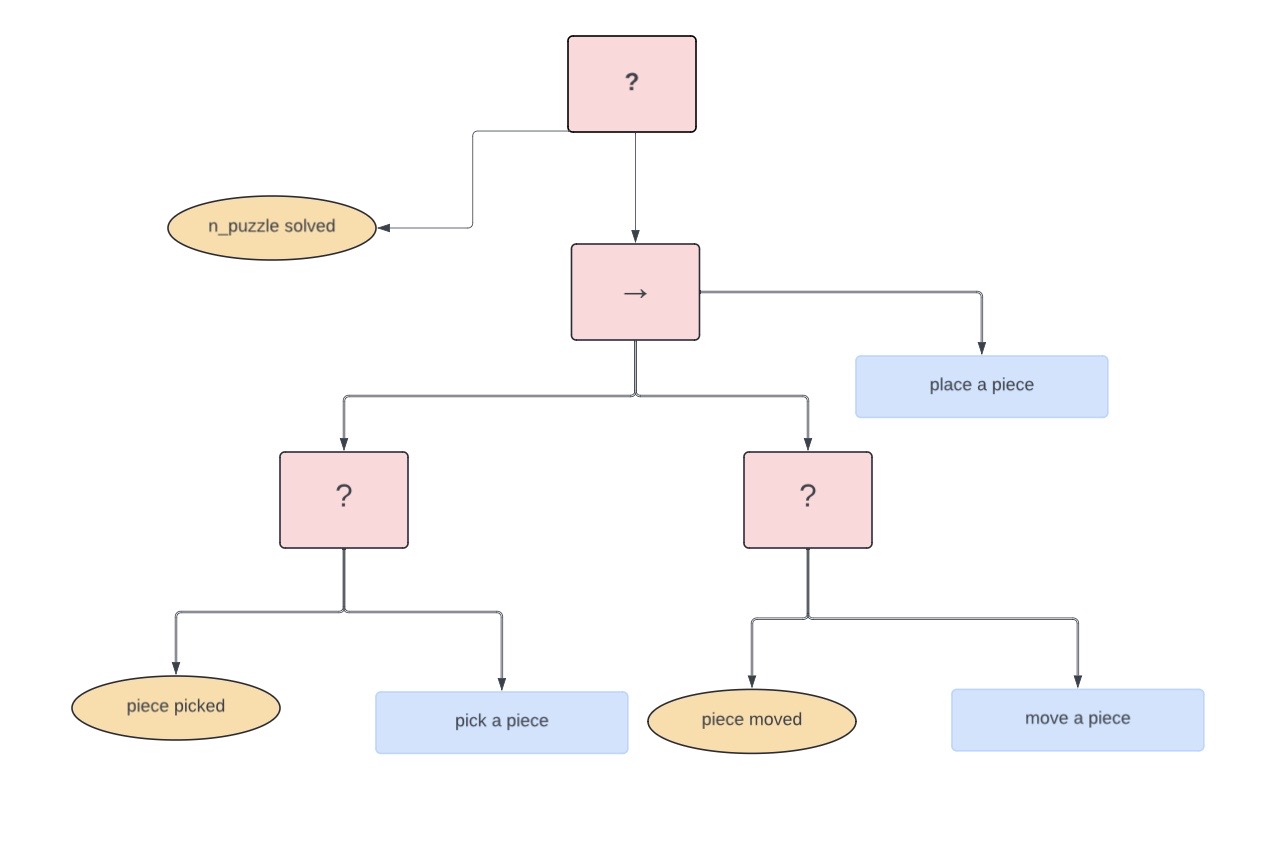 ?
n_puzzle solved
→
place a piece
?
?
piece picked
pick a piece
piece moved
move a piece